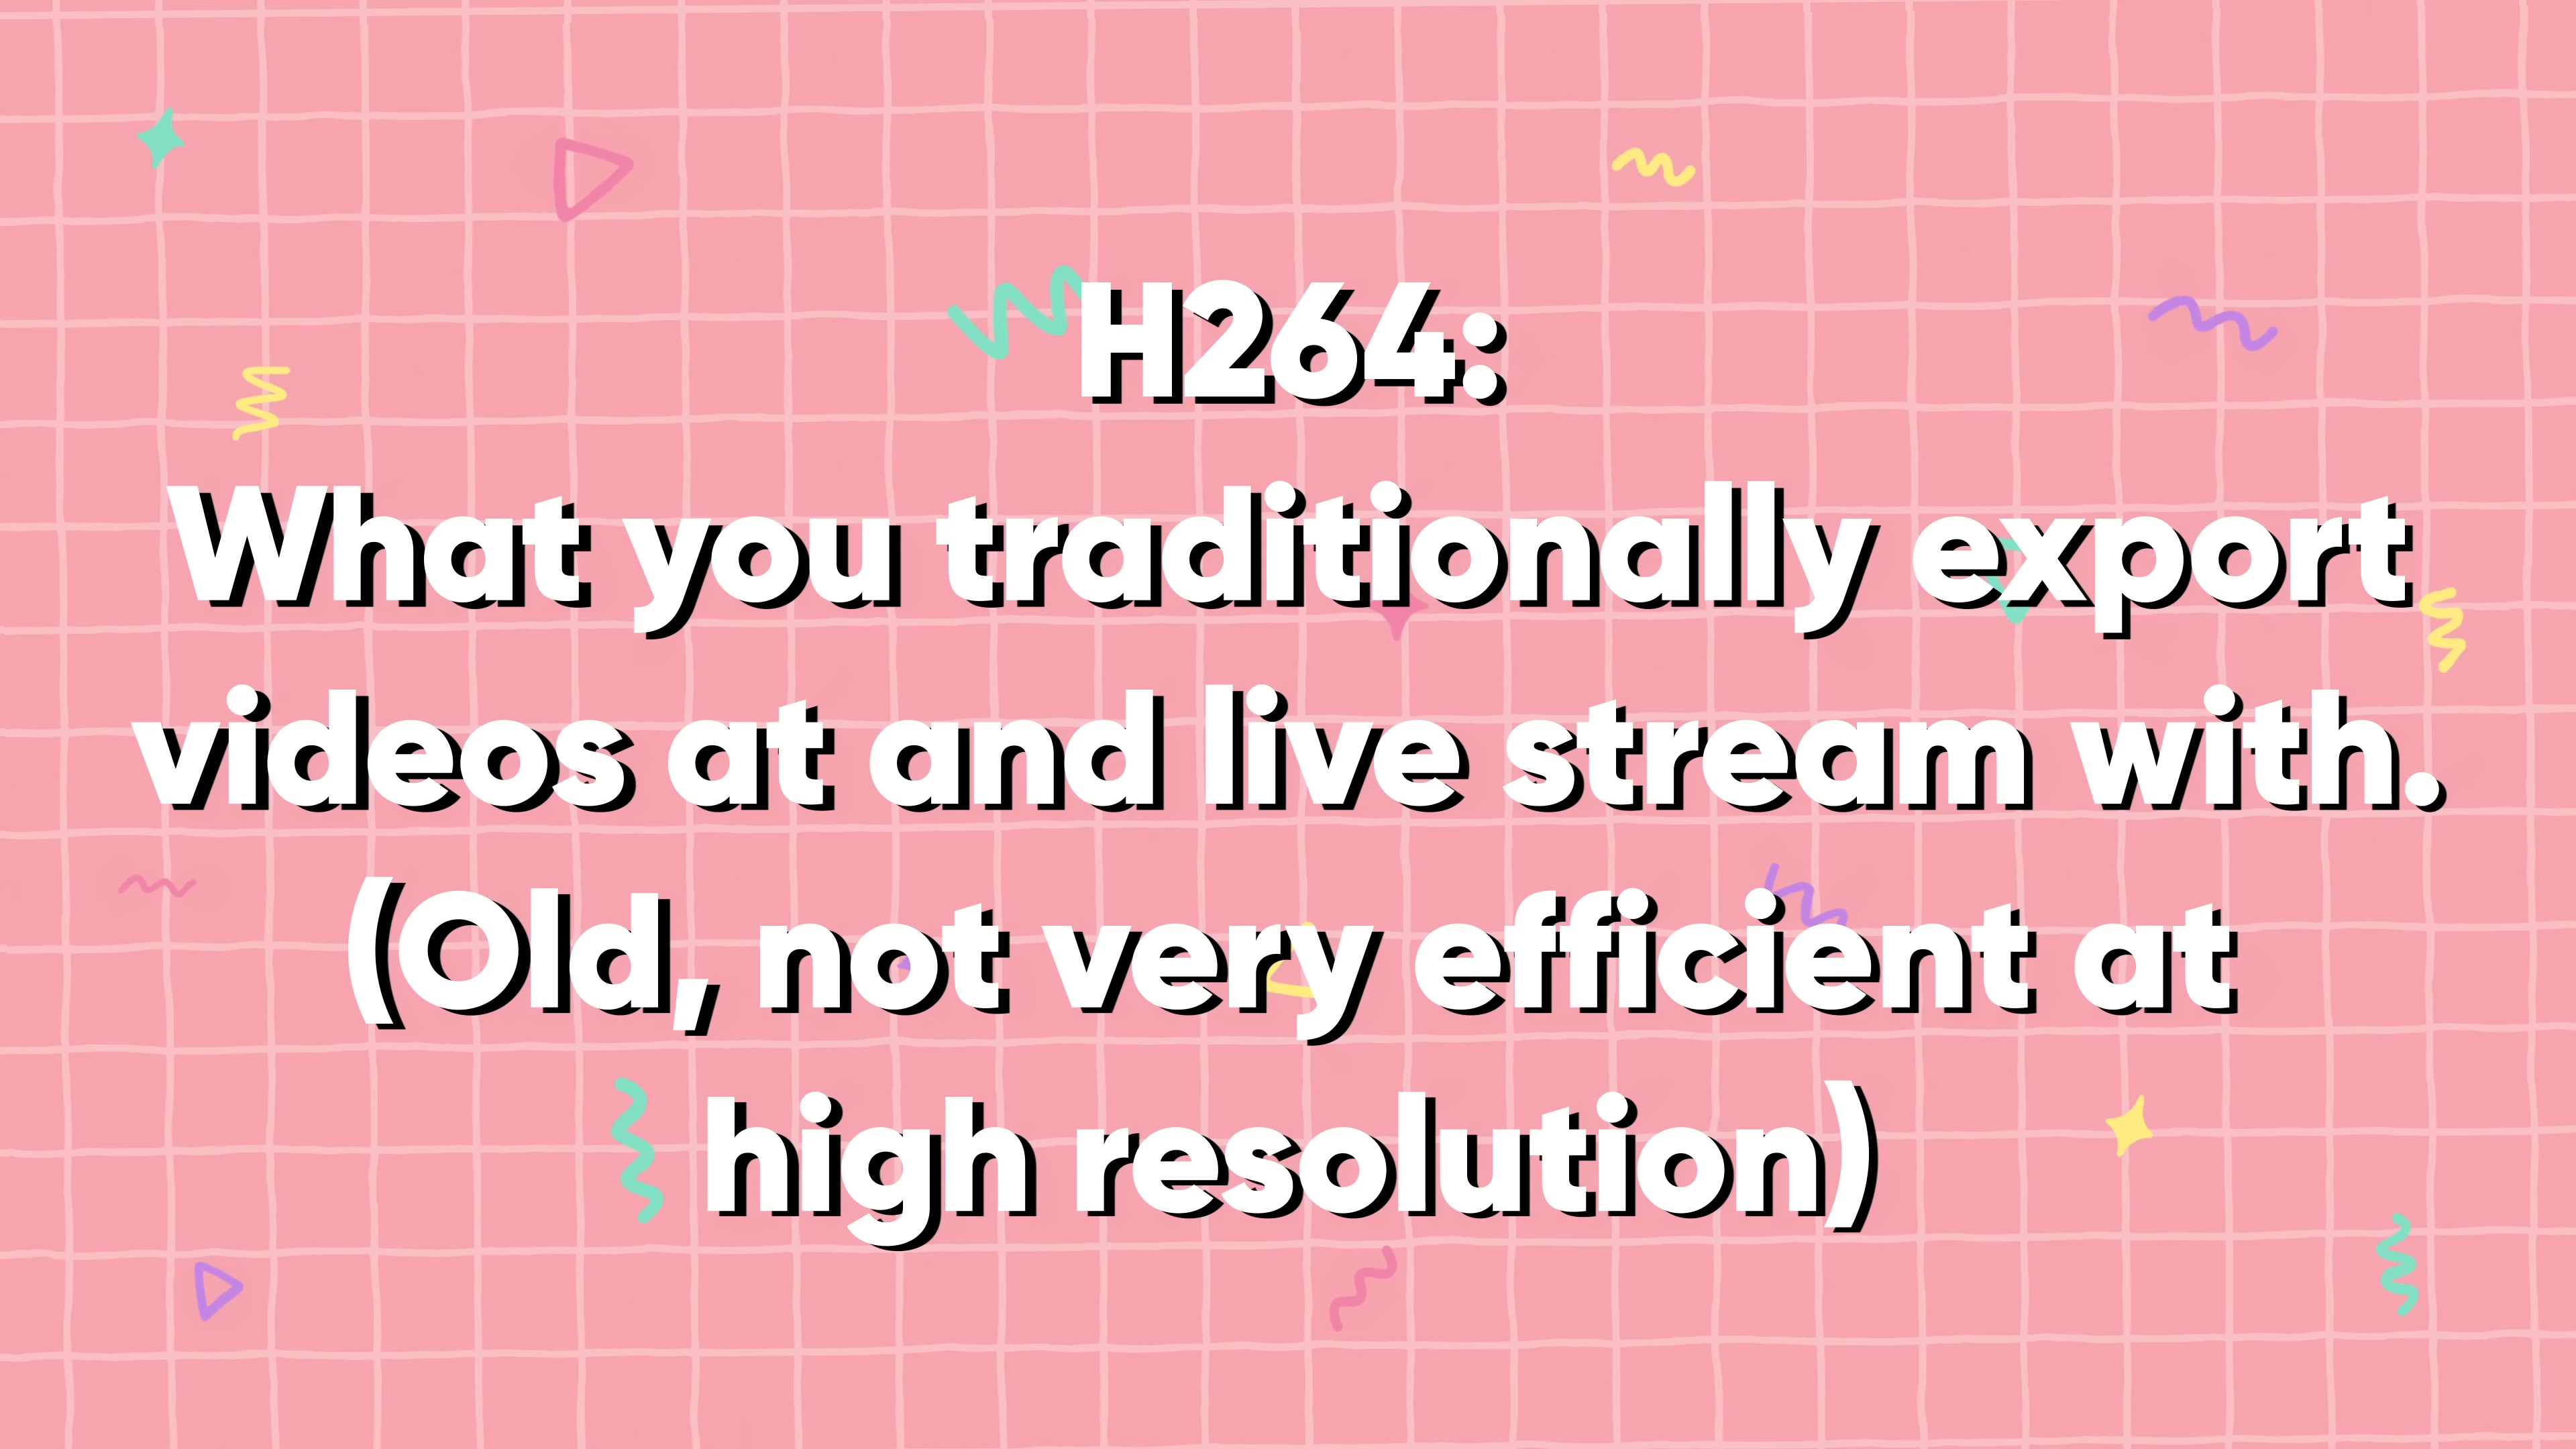 H264:
What you traditionally export
videos at and live stream with.
(Old, not very efficient at
high resolution)